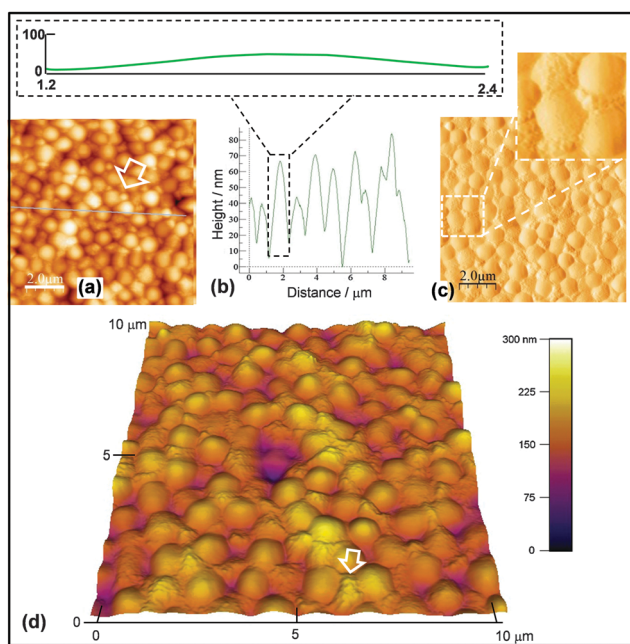 100
0
1.2
2.4
2.0μm
(a)
Height / nm
80
70
60
50
40
30
20
10
0
0
2
4
6
8
Distance / μm
(b)
2.0μm
(c)
10 μm
5
0
0
5
10 μm
(d)
300 nm
225
150
75
0